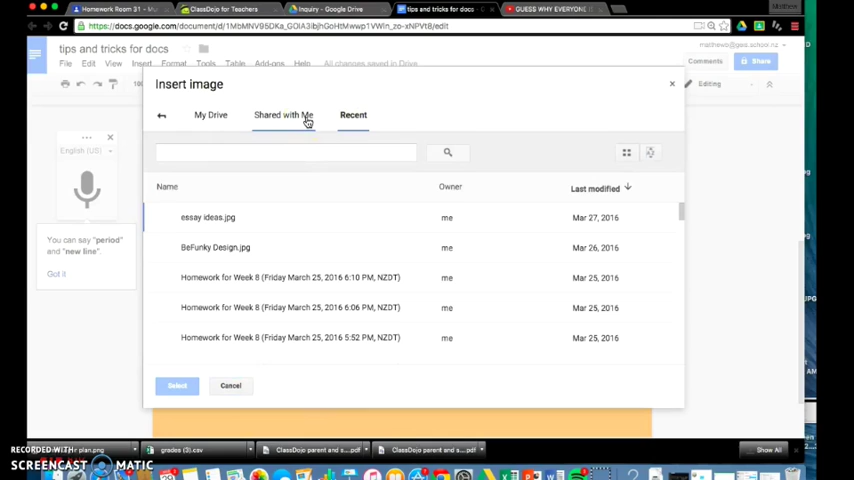 Homework Room 31 - M
ClassDojo for Teachers
Inquiry - Google Drive
tips and tricks for docs
GUESS WHY EVERYONE
Matthew
tips and tricks for docs
File Edit View Insert Format Tools Table Add-ons Help All changes saved in Drive
Comments
Share
Editing
Insert image
My Drive
Shared with Me
Recent
English (US)
Name
Owner
Last modified
essay ideas.jpg me Mar 27, 2016
BeFunky Design.jpg me Mar 26, 2016
Homework for Week 8 (Friday March 25, 2016 6:10 PM, NZDT) me Mar 25, 2016
Homework for Week 8 (Friday March 25, 2016 6:06 PM, NZDT) me Mar 25, 2016
Homework for Week 8 (Friday March 25, 2016 5:52 PM, NZDT) me Mar 25, 2016
You can say "period"
and "new line".
Got it
Select
Cancel
RECORDED WITH
SCREENCAST MATIC
plan.png
grades (3).csv
ClassDojo parent and s....pdf
ClassDojo parent and s....pdf
Show All